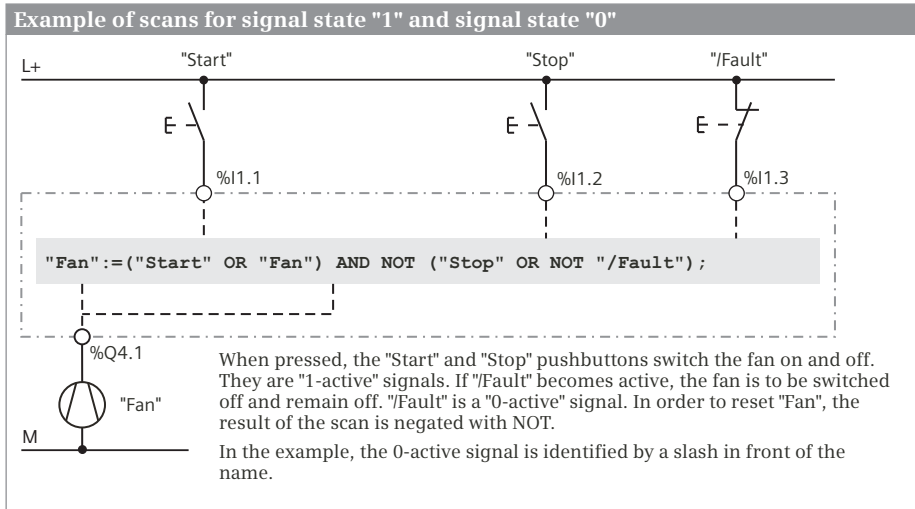 Example of scans for signal state "1" and signal state "0"
L+
"Start"
"Stop"
"/Fault"
%I1.1
%I1.2
%I1.3
"Fan":=("Start" OR "Fan") AND NOT ("Stop" OR NOT "/Fault");
%Q4.1
"Fan"
M
When pressed, the "Start" and "Stop" pushbuttons switch the fan on and off.
They are "1-active" signals. If "/Fault" becomes active, the fan is to be switched
off and remain off. "/Fault" is a "0-active" signal. In order to reset "Fan", the
result of the scan is negated with NOT.
In the example, the 0-active signal is identified by a slash in front of the
name.